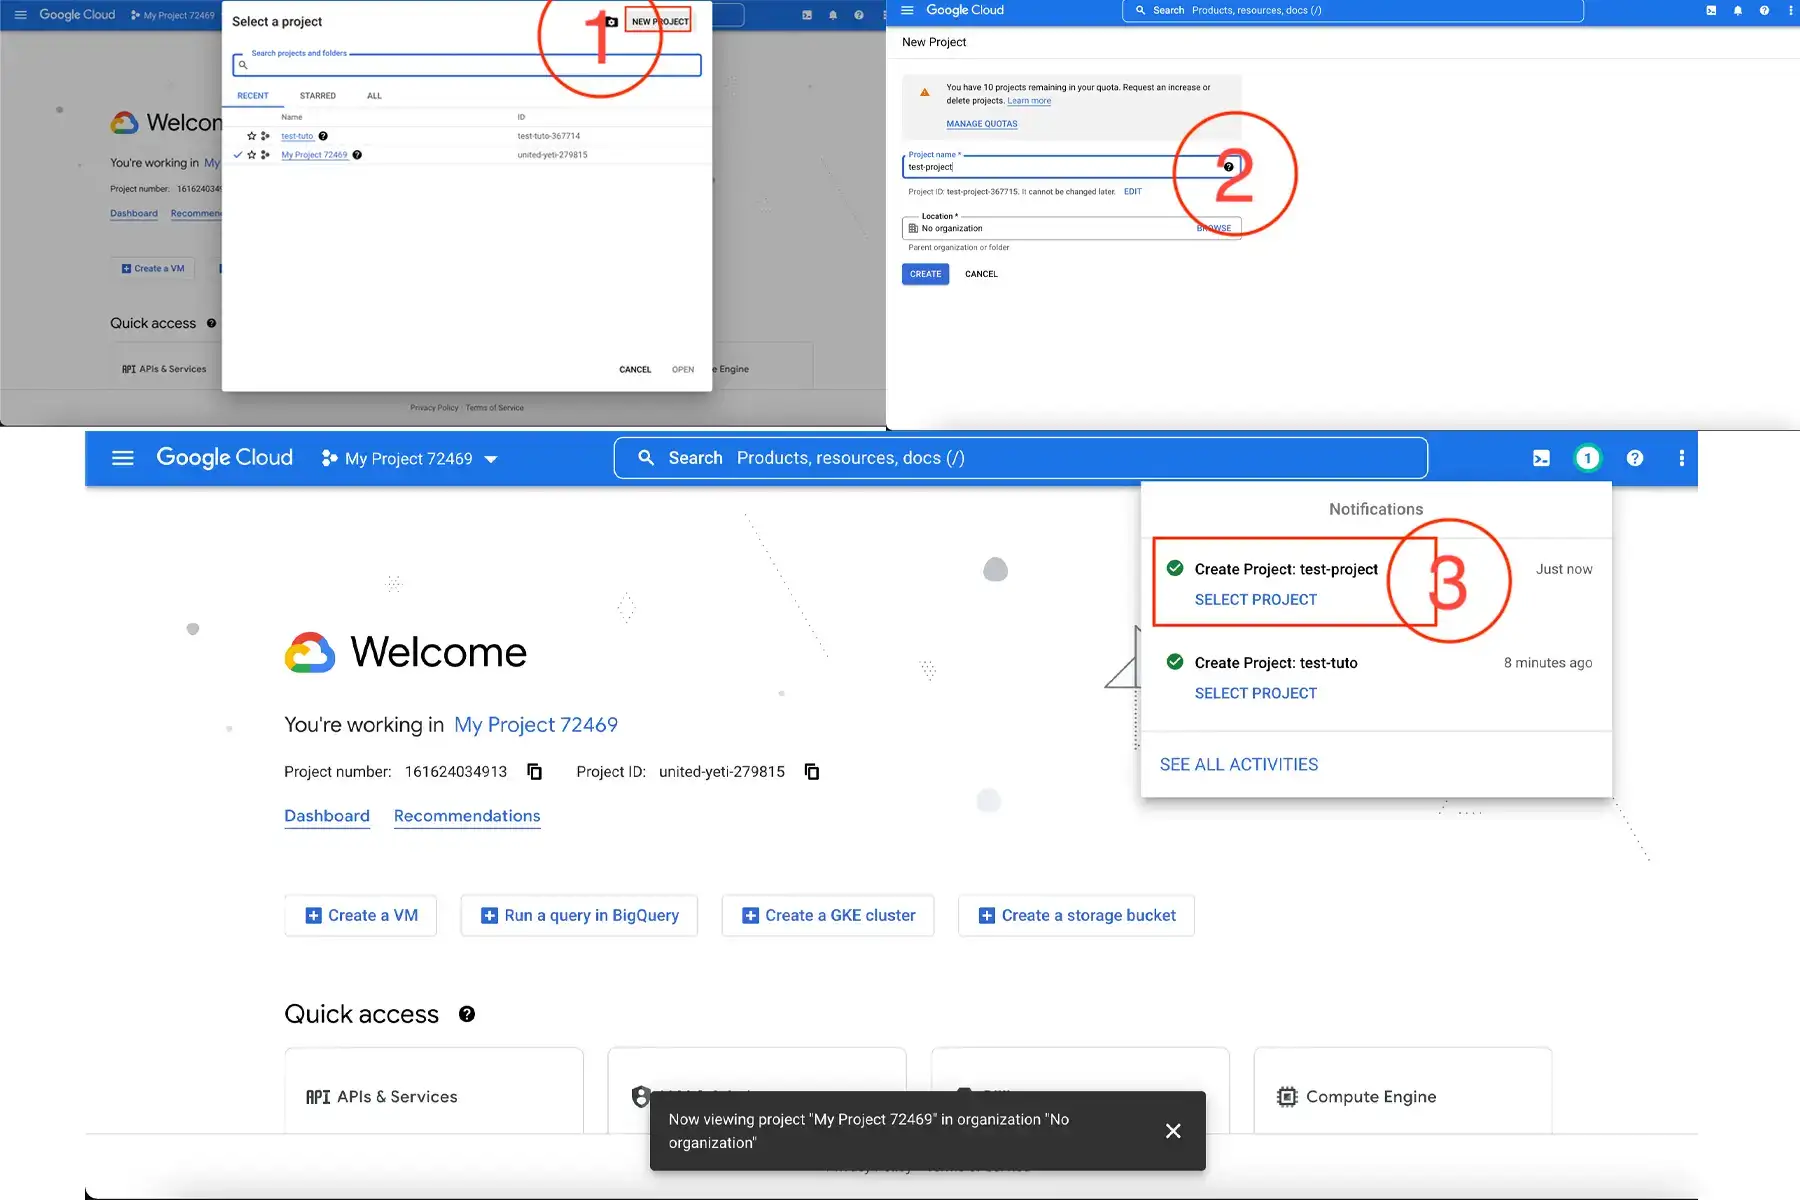 Google Cloud
My Project 72469
Select a project
NEW PROJECT
1
Search projects and folders
RECENT
STARRED
ALL
Name
ID
test-tuto
test-tuto-367714
My Project 72469
united-yeti-279815
Welcom
You're working in My
Project number: 16162403491
Dashboard
Recommen
Create a VM
Quick access
API APIs & Services
e Engine
CANCEL
OPEN
Privacy Policy · Terms of Service
Google Cloud
Search Products, resources, docs (/)
New Project
You have 10 projects remaining in your quota. Request an increase or
delete projects. Learn more
MANAGE QUOTAS
2
Project name *
test-project
Project ID: test-project-367715. It cannot be changed later. EDIT
Location *
No organization
BROWSE
Parent organization or folder
CREATE
CANCEL
Google Cloud
My Project 72469
Search Products, resources, docs (/)
1
Notifications
Create Project: test-project
Just now
SELECT PROJECT
3
Create Project: test-tuto
8 minutes ago
SELECT PROJECT
SEE ALL ACTIVITIES
Welcome
You're working in My Project 72469
Project number: 161624034913
Project ID: united-yeti-279815
Dashboard
Recommendations
Create a VM
Run a query in BigQuery
Create a GKE cluster
Create a storage bucket
Quick access
API APIs & Services
Compute Engine
Now viewing project "My Project 72469" in organization "No
organization"